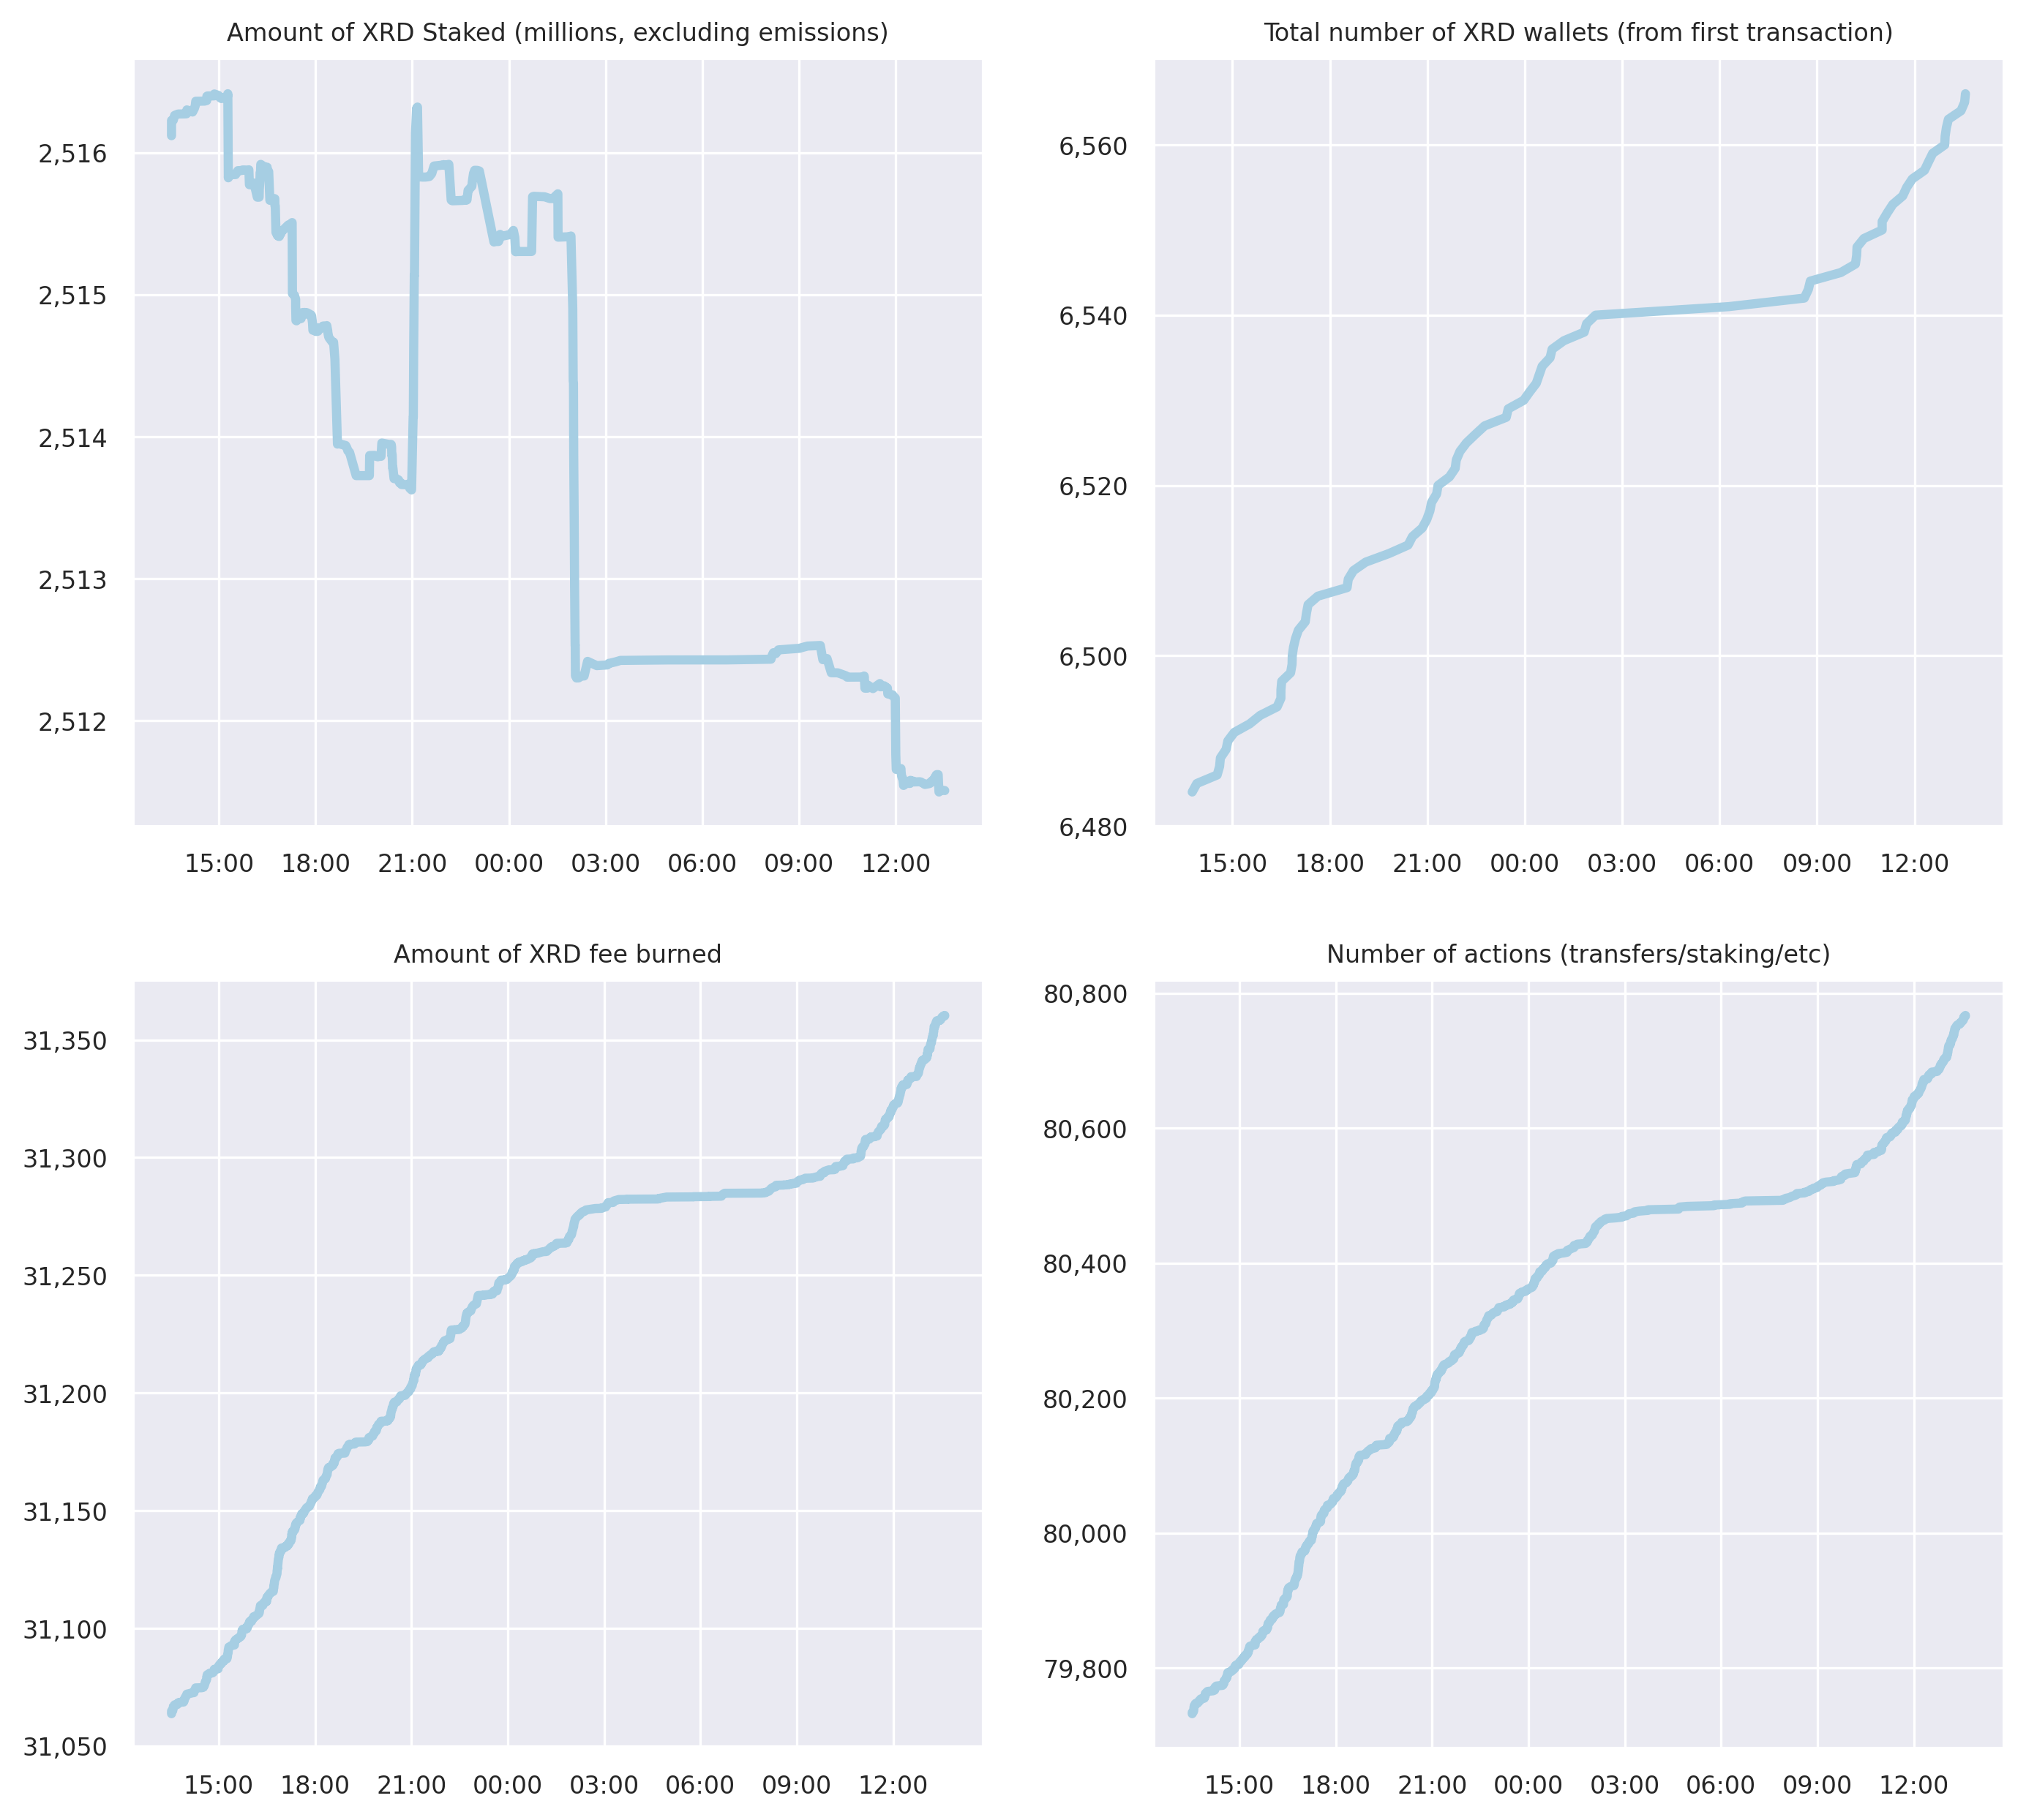 Amount of XRD Staked (millions, excluding emissions)
2,516
2,515
2,514
2,513
2,512
15:00 18:00 21:00 00:00 03:00 06:00 09:00 12:00
Total number of XRD wallets (from first transaction)
6,560
6,540
6,520
6,500
6,480
15:00 18:00 21:00 00:00 03:00 06:00 09:00 12:00
Amount of XRD fee burned
31,350
31,300
31,250
31,200
31,150
31,100
31,050
15:00 18:00 21:00 00:00 03:00 06:00 09:00 12:00
Number of actions (transfers/staking/etc)
80,800
80,600
80,400
80,200
80,000
79,800
15:00 18:00 21:00 00:00 03:00 06:00 09:00 12:00